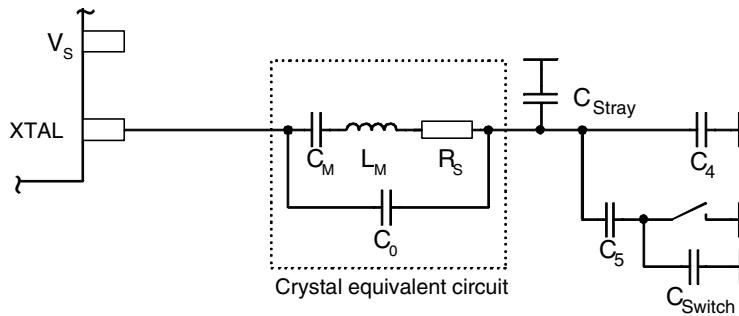 V_S
XTAL
C_Stray
C_M
L_M
R_S
C_4
C_0
C_5
Crystal equivalent circuit
C_Switch